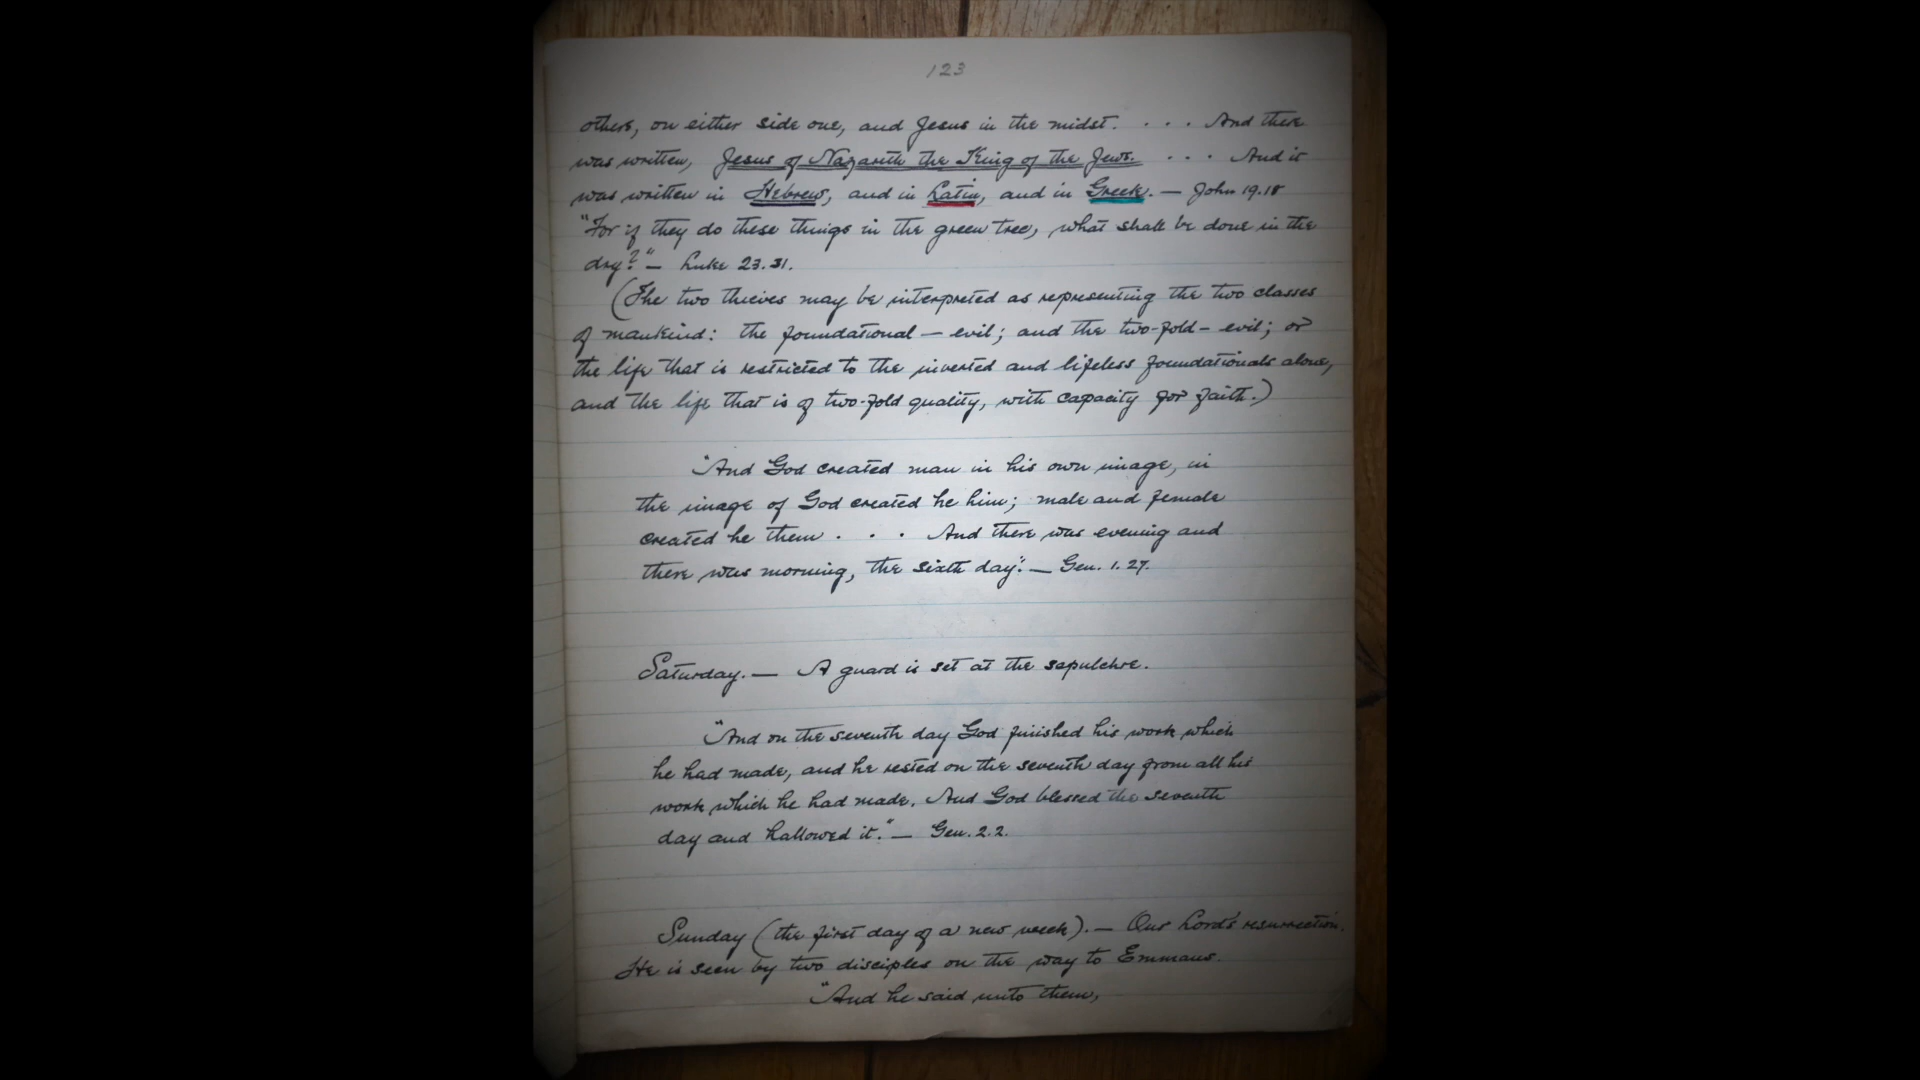 123
others, on either side one, and Jesus in the midst. . . . And there
was written, Jesus of Nazareth the King of the Jews. . . . And it
was written in Hebrew, and in Latin, and in Greek. — John 19.18
"For if they do these things in the green tree, what shall be done in the
dry?" — Luke 23.31.
(The two thieves may be interpreted as representing the two classes
of mankind: the foundational — evil; and the two-fold — evil; or
the life that is restricted to the inverted and lifeless foundationals alone,
and the life that is of two-fold quality, with capacity for faith.)
"And God created man in his own image, in
the image of God created he him; male and female
created he them . . . And there was evening and
there was morning, the sixth day." — Gen. 1.27.
Saturday. — A guard is set at the sepulchre.
"And on the seventh day God finished his work which
he had made, and he rested on the seventh day from all his
work which he had made. And God blessed the seventh
day and hallowed it." — Gen. 2.2.
Sunday (the first day of a new week). — Our Lord's resurrection.
He is seen by two disciples on the way to Emmaus.
"And he said unto them,